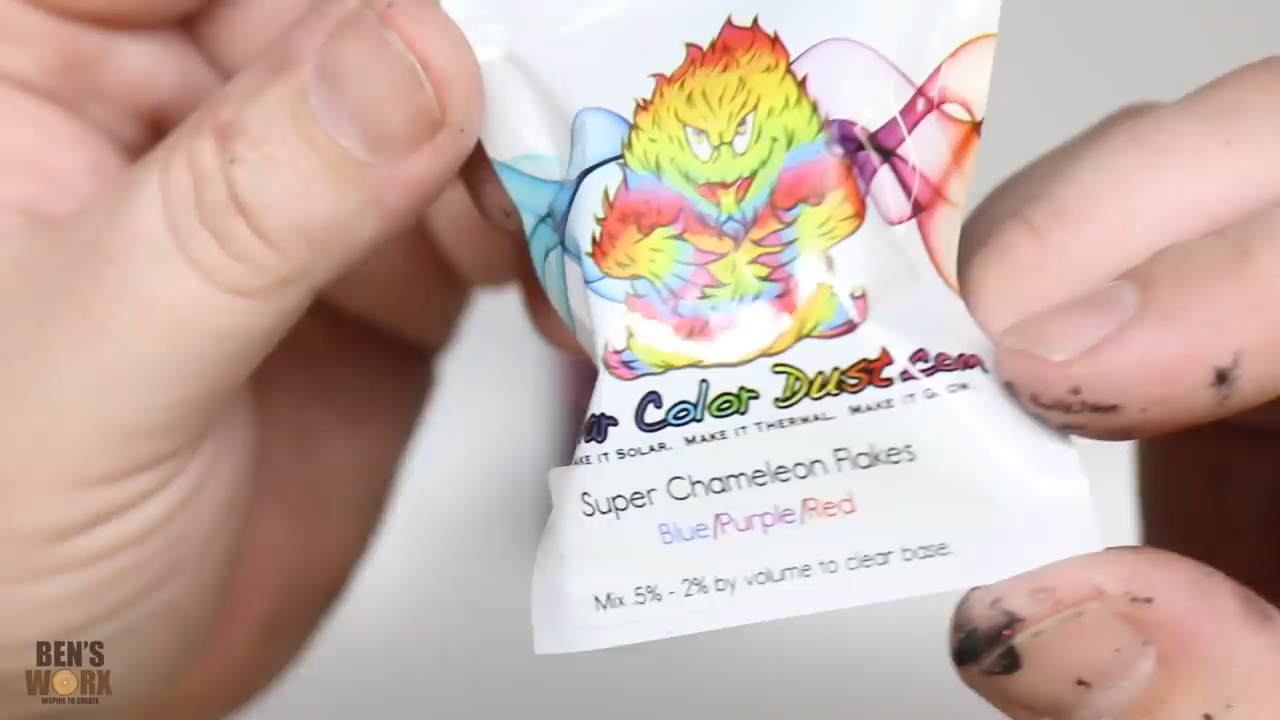 Color Dust.com
MAKE IT SOLAR. MAKE IT THERMAL. MAKE IT
Super Chameleon Flakes
Blue/Purple/Red
Mix .5% - 2% by volume to clear base.
BEN'S
WORX
INSPIRE TO CREATE